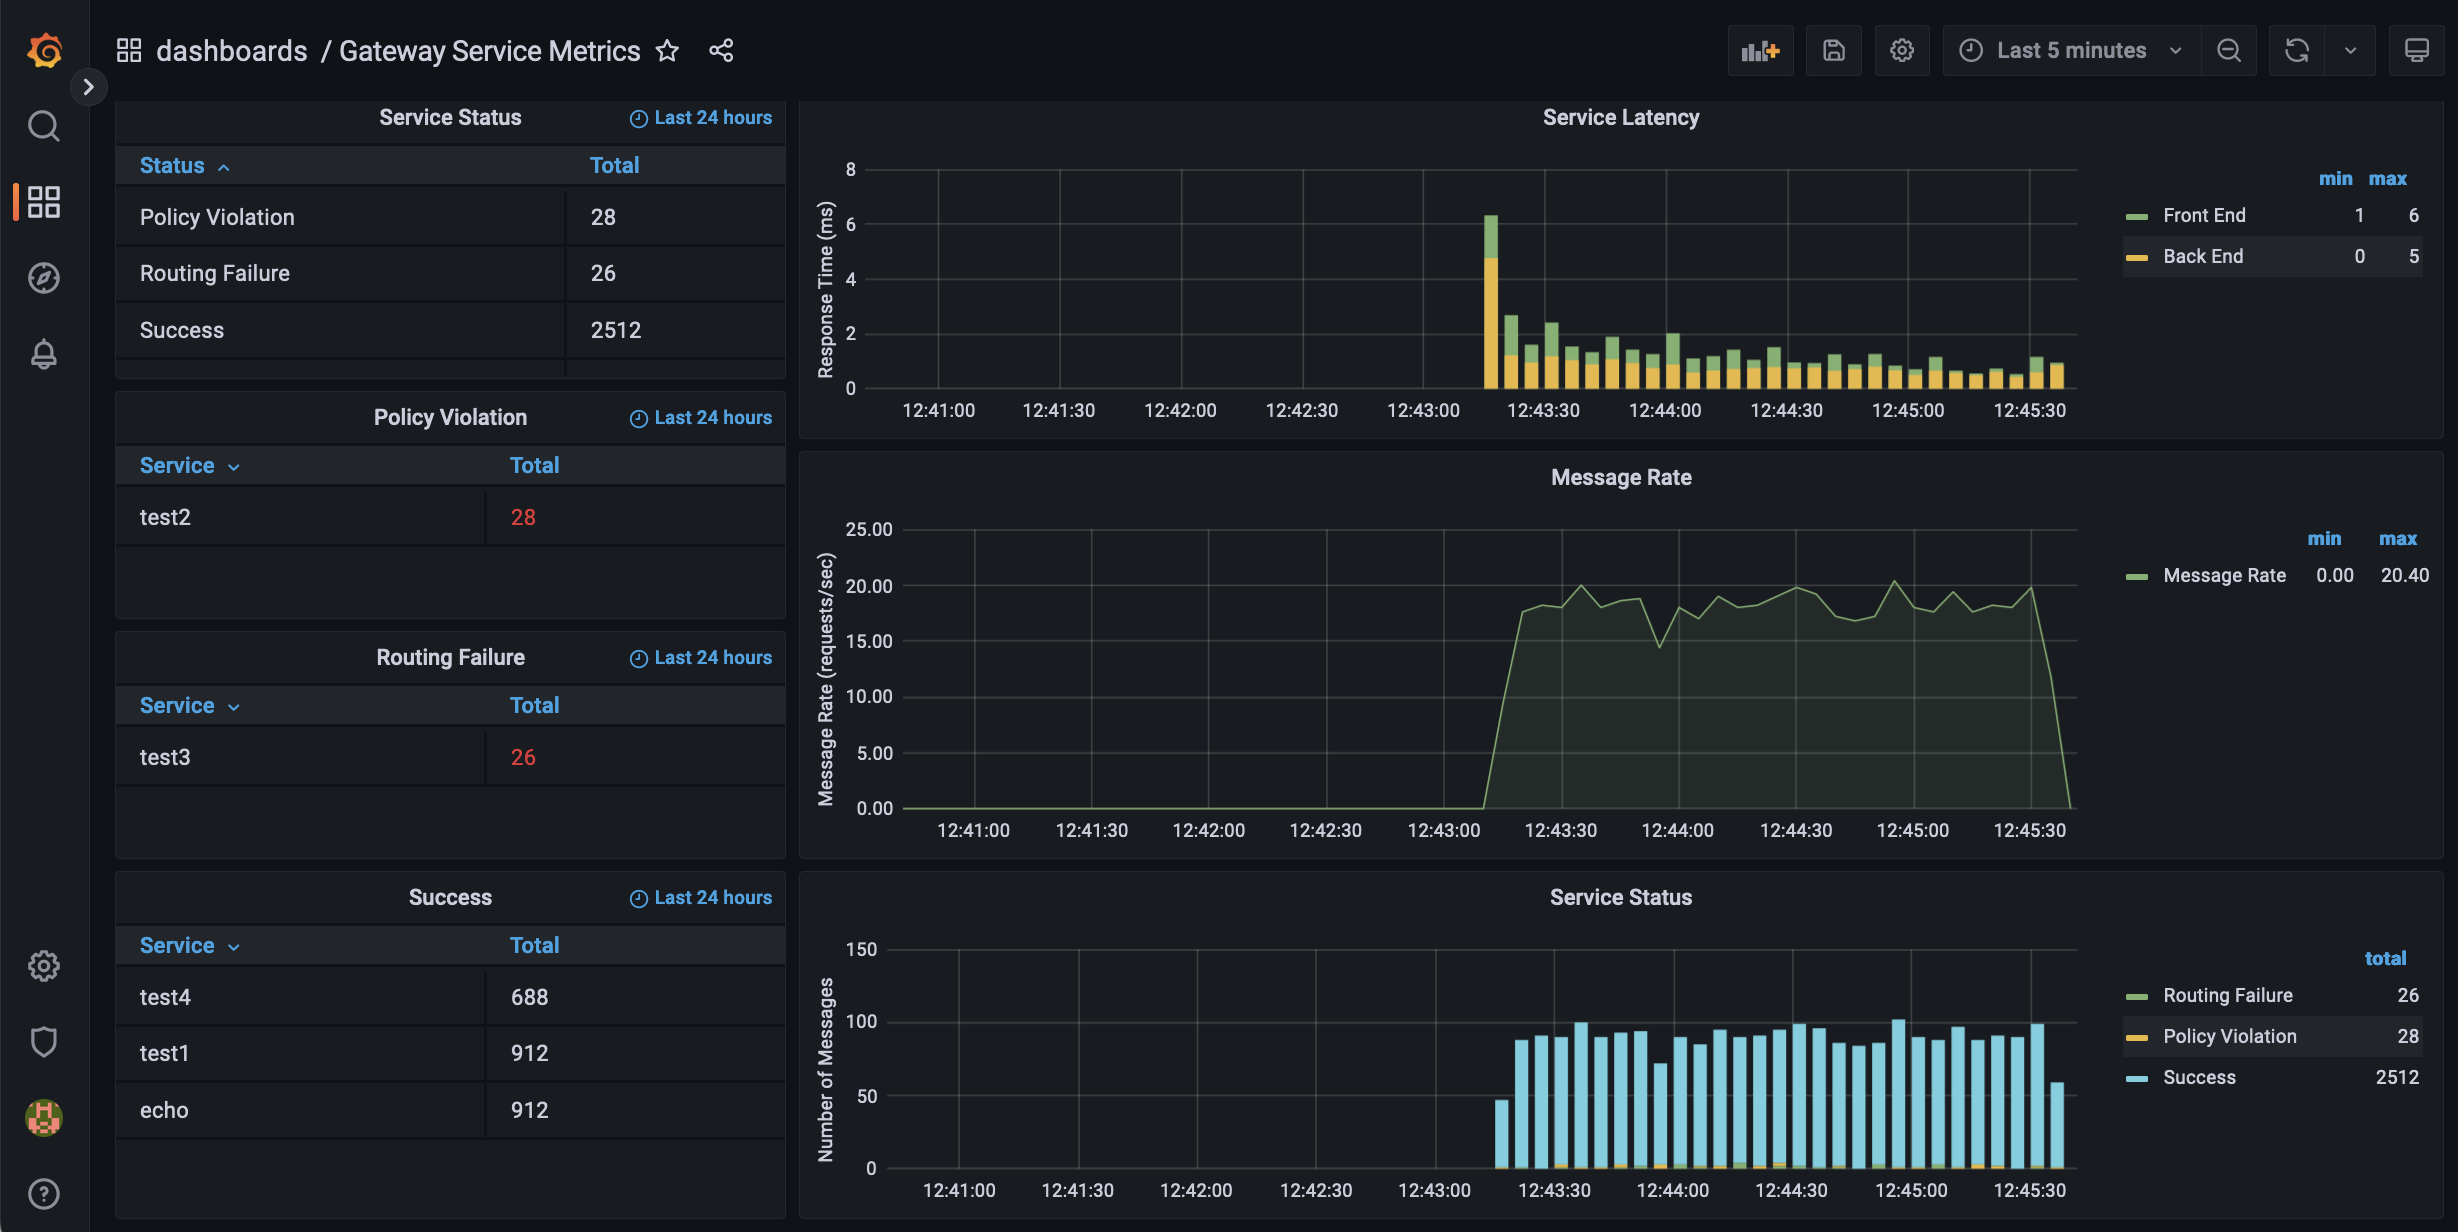 dashboards / Gateway Service Metrics
Last 5 minutes
Service Status
Last 24 hours
Status Total
Policy Violation 28
Routing Failure 26
Success 2512
Policy Violation
Last 24 hours
Service Total
test2 28
Routing Failure
Last 24 hours
Service Total
test3 26
Success
Last 24 hours
Service Total
test4 688
test1 912
echo 912
Service Latency
Response Time (ms)
8
6
4
2
0
12:41:00 12:41:30 12:42:00 12:42:30 12:43:00 12:43:30 12:44:00 12:44:30 12:45:00 12:45:30
min max
Front End 1 6
Back End 0 5
Message Rate
Message Rate (requests/sec)
25.00
20.00
15.00
10.00
5.00
0.00
12:41:00 12:41:30 12:42:00 12:42:30 12:43:00 12:43:30 12:44:00 12:44:30 12:45:00 12:45:30
min max
Message Rate 0.00 20.40
Service Status
Number of Messages
150
100
50
0
12:41:00 12:41:30 12:42:00 12:42:30 12:43:00 12:43:30 12:44:00 12:44:30 12:45:00 12:45:30
total
Routing Failure 26
Policy Violation 28
Success 2512